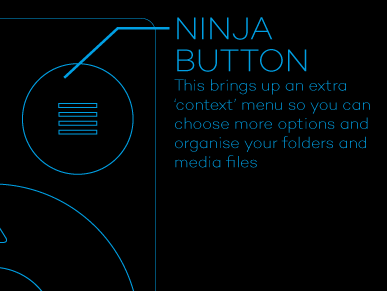 NINJA
BUTTON
This brings up an extra
'context' menu so you can
choose more options and
organise your folders and
media files